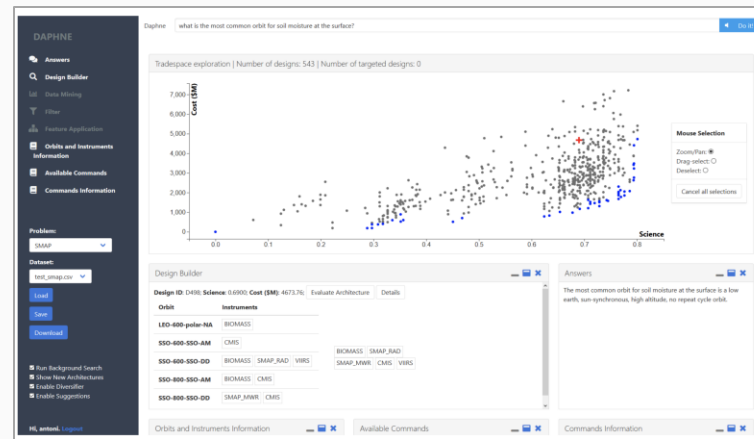 Daphne
what is the most common orbit for soil moisture at the surface?
Do it!
DAPHNE
Answers
Design Builder
Data Mining
Filter
Feature Application
Orbits and Instruments
Information
Available Commands
Commands Information
Problem:
SMAP
Dataset:
test_smap.csv
Load
Save
Download
Run Background Search
Show New Architectures
Enable Diversifier
Enable Suggestions
Hi, antoni. Logout
Tradespace exploration | Number of designs: 543 | Number of targeted designs: 0
Cost ($M)
7,000
6,000
5,000
4,000
3,000
2,000
1,000
0
0.0 0.1 0.2 0.3 0.4 0.5 0.6 0.7 0.8
Science
Mouse Selection
Zoom/Pan:
Drag-select:
Deselect:
Cancel all selections
Design Builder
Design ID: D498; Science: 0.6900; Cost ($M): 4673.76; Evaluate Architecture Details
Orbit Instruments
LEO-600-polar-NA BIOMASS
SSO-600-SSO-AM CMIS
SSO-600-SSO-DD BIOMASS SMAP_RAD VIIRS
SSO-800-SSO-AM BIOMASS CMIS
SSO-800-SSO-DD SMAP_MWR CMIS
BIOMASS SMAP_RAD
SMAP_MWR CMIS VIIRS
Answers
The most common orbit for soil moisture at the surface is a low
earth, sun-synchronous, high altitude, no repeat cycle orbit.
Orbits and Instruments Information
Available Commands
Commands Information